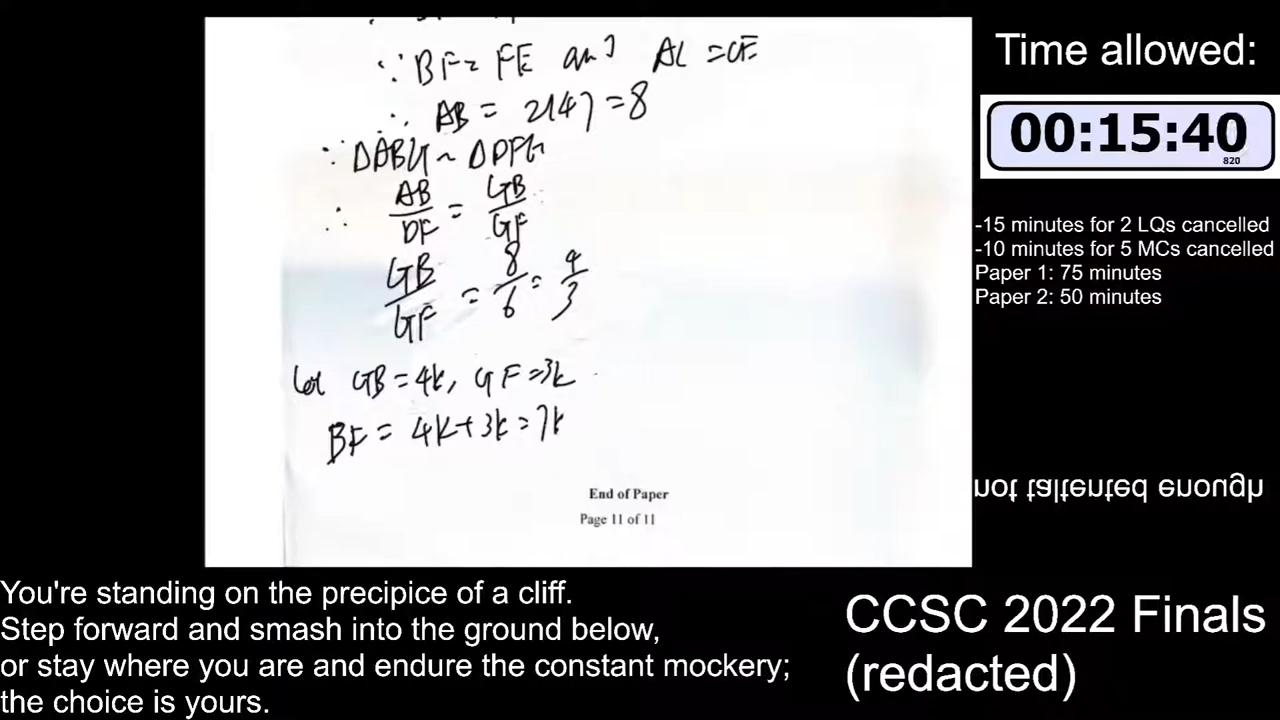 ∵ BF = FE and AC = CE
∴ AB = 2(4) = 8
∵ ΔABG ~ ΔDFG
∴ AB/DF = GB/GF
GB/GF = 8/6 = 4/3
Let GB = 4k, GF = 3k
BF = 4k + 3k = 7k
End of Paper
Page 11 of 11
Time allowed:
00:15:40
820
-15 minutes for 2 LQs cancelled
-10 minutes for 5 MCs cancelled
Paper 1: 75 minutes
Paper 2: 50 minutes
not taltented enough
You're standing on the precipice of a cliff.
Step forward and smash into the ground below,
or stay where you are and endure the constant mockery;
the choice is yours.
CCSC 2022 Finals
(redacted)